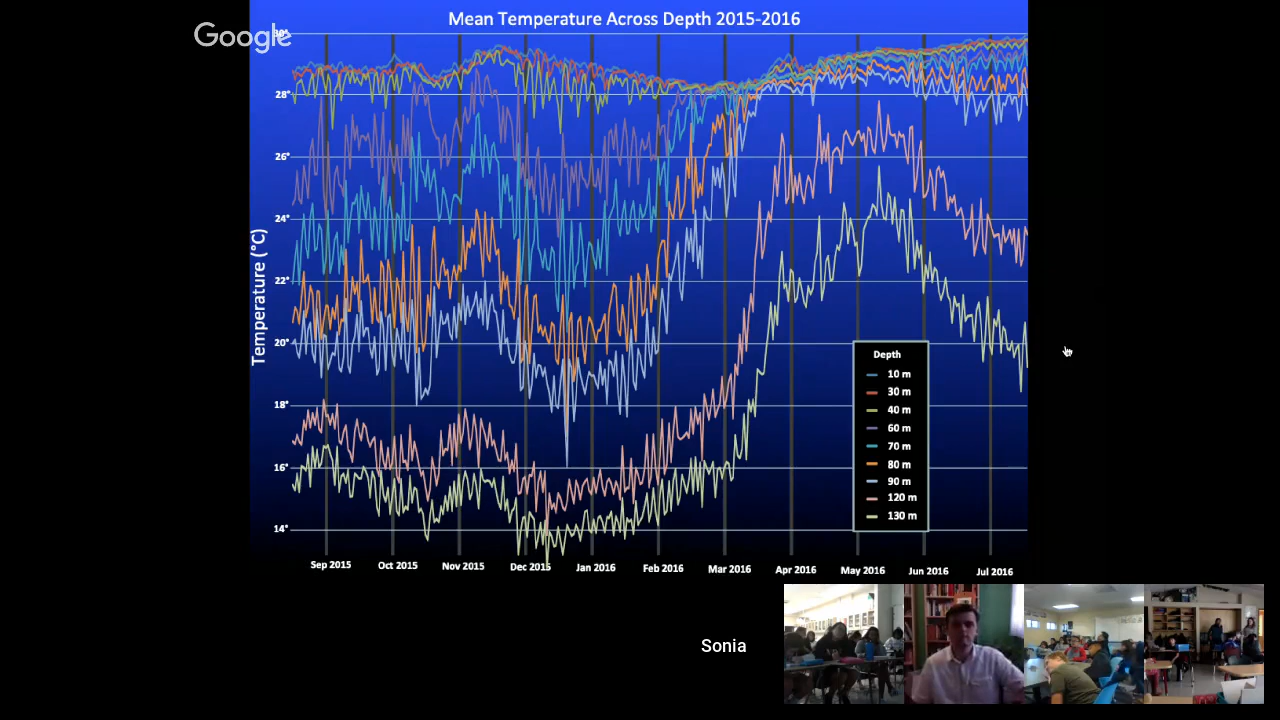 Mean Temperature Across Depth 2015-2016
Google
30°
28°
26°
24°
22°
20°
18°
16°
14°
Temperature (°C)
Depth
10 m
30 m
40 m
60 m
70 m
80 m
90 m
120 m
130 m
Sep 2015
Oct 2015
Nov 2015
Dec 2015
Jan 2016
Feb 2016
Mar 2016
Apr 2016
May 2016
Jun 2016
Jul 2016
Sonia